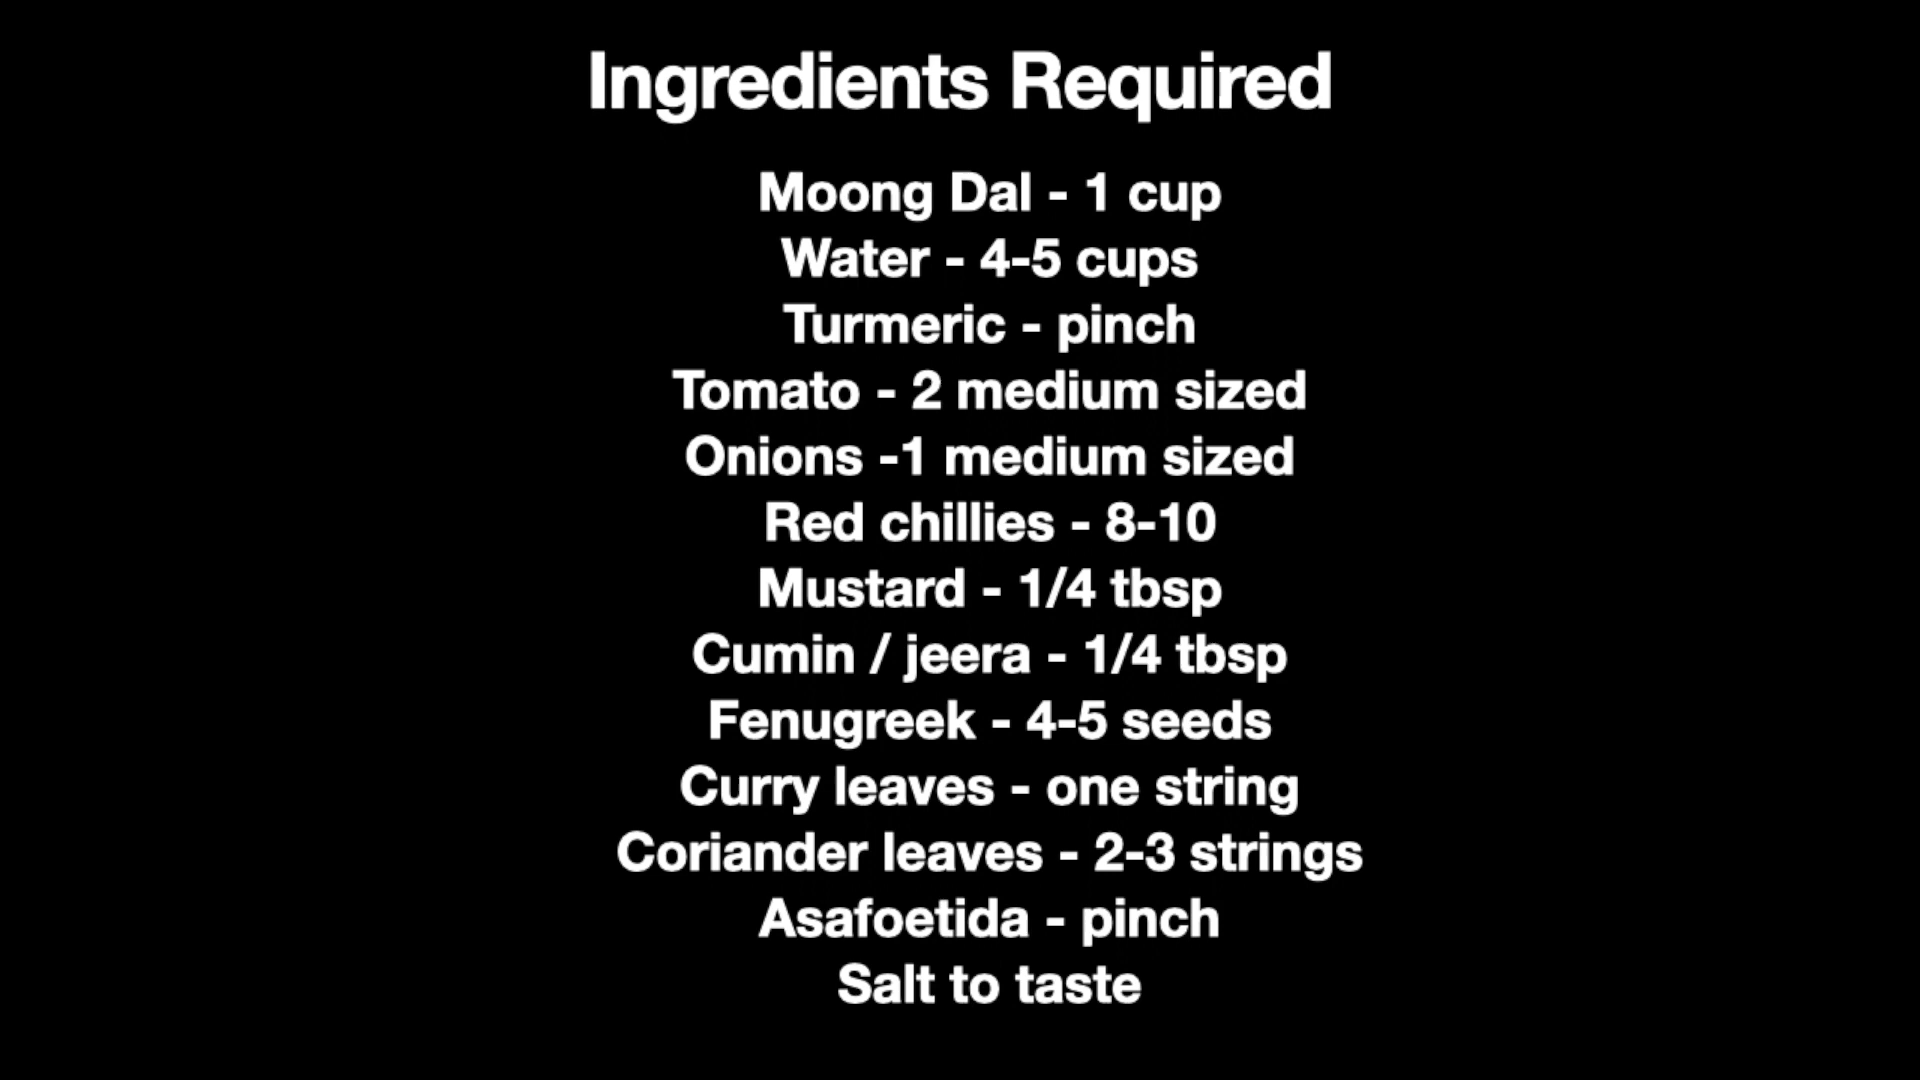 Ingredients Required
Moong Dal - 1 cup
Water - 4-5 cups
Turmeric - pinch
Tomato - 2 medium sized
Onions -1 medium sized
Red chillies - 8-10
Mustard - 1/4 tbsp
Cumin / jeera - 1/4 tbsp
Fenugreek - 4-5 seeds
Curry leaves - one string
Coriander leaves - 2-3 strings
Asafoetida - pinch
Salt to taste